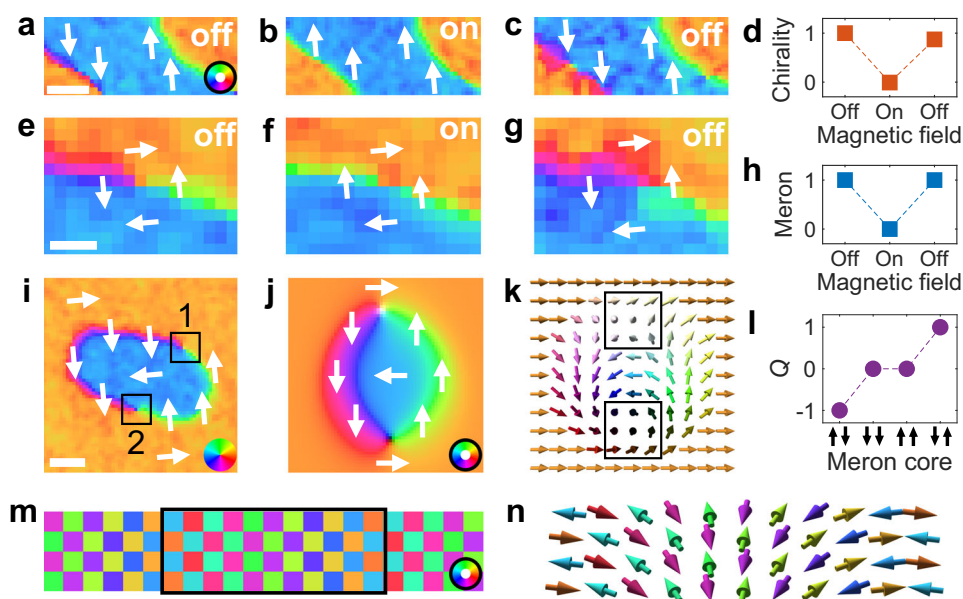 a off
b on
c off
d
Chirality
1
0
Off On Off
Magnetic field
e off
f on
g off
h
Meron
1
0
Off On Off
Magnetic field
i
1
2
j
k
l
Q
1
0
-1
Meron core
m
n